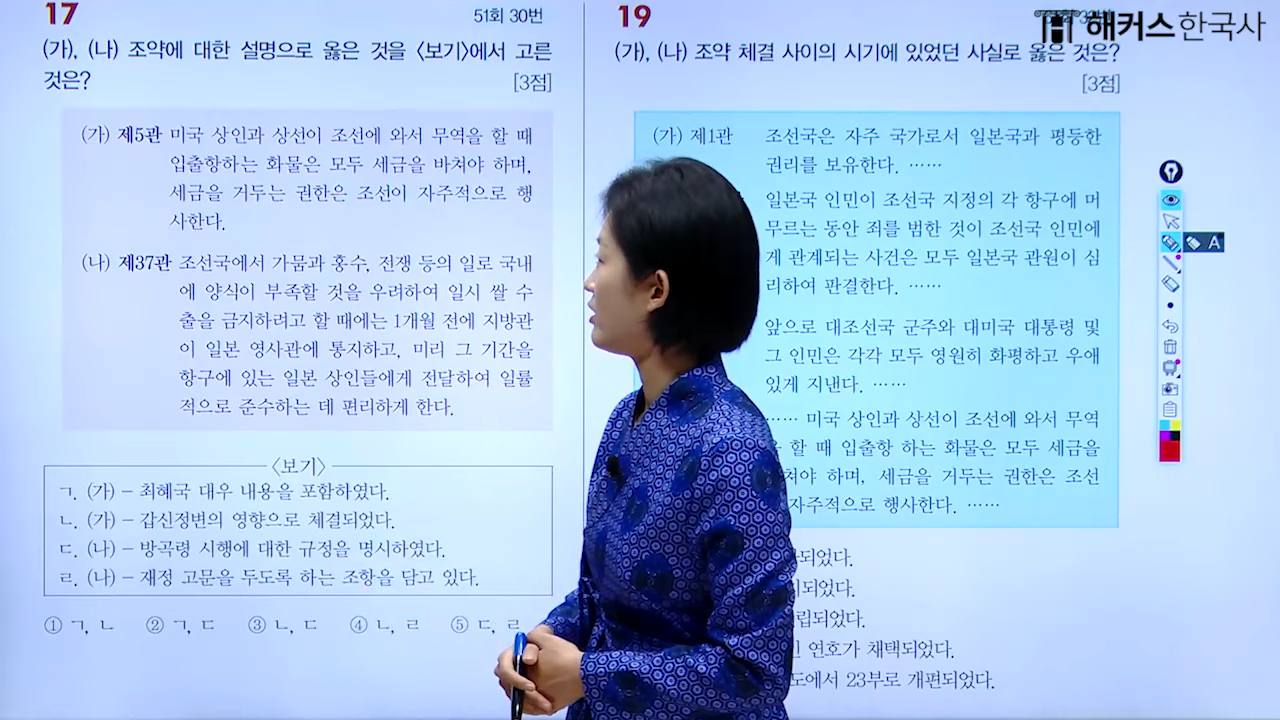 17
51회 30번
(가), (나) 조약에 대한 설명으로 옳은 것을 〈보기〉에서 고른
것은?
[3점]
(가) 제5관 미국 상인과 상선이 조선에 와서 무역을 할 때
입출항하는 화물은 모두 세금을 바쳐야 하며,
세금을 거두는 권한은 조선이 자주적으로 행
사한다.
(나) 제37관 조선국에서 가뭄과 홍수, 전쟁 등의 일로 국내
에 양식이 부족할 것을 우려하여 일시 쌀 수
출을 금지하려고 할 때에는 1개월 전에 지방관
이 일본 영사관에 통지하고, 미리 그 기간을
항구에 있는 일본 상인들에게 전달하여 일률
적으로 준수하는 데 편리하게 한다.
〈보기〉
ㄱ. (가) – 최혜국 대우 내용을 포함하였다.
ㄴ. (가) – 갑신정변의 영향으로 체결되었다.
ㄷ. (나) – 방곡령 시행에 대한 규정을 명시하였다.
ㄹ. (나) – 재정 고문을 두도록 하는 조항을 담고 있다.
① ㄱ, ㄴ ② ㄱ, ㄷ ③ ㄴ, ㄷ ④ ㄴ, ㄹ ⑤ ㄷ, ㄹ
19
해커스한국사
(가), (나) 조약 체결 사이의 시기에 있었던 사실로 옳은 것은?
[3점]
(가) 제1관 조선국은 자주 국가로서 일본국과 평등한
권리를 보유한다. ……
일본국 인민이 조선국 지정의 각 항구에 머
무르는 동안 죄를 범한 것이 조선국 인민에
게 관계되는 사건은 모두 일본국 관원이 심
리하여 판결한다. ……
앞으로 대조선국 군주와 대미국 대통령 및
그 인민은 각각 모두 영원히 화평하고 우애
있게 지낸다. ……
…… 미국 상인과 상선이 조선에 와서 무역
할 때 입출항 하는 화물은 모두 세금을
쳐야 하며, 세금을 거두는 권한은 조선
자주적으로 행사한다. ……
되었다.
되었다.
립되었다.
연호가 채택되었다.
도에서 23부로 개편되었다.
A